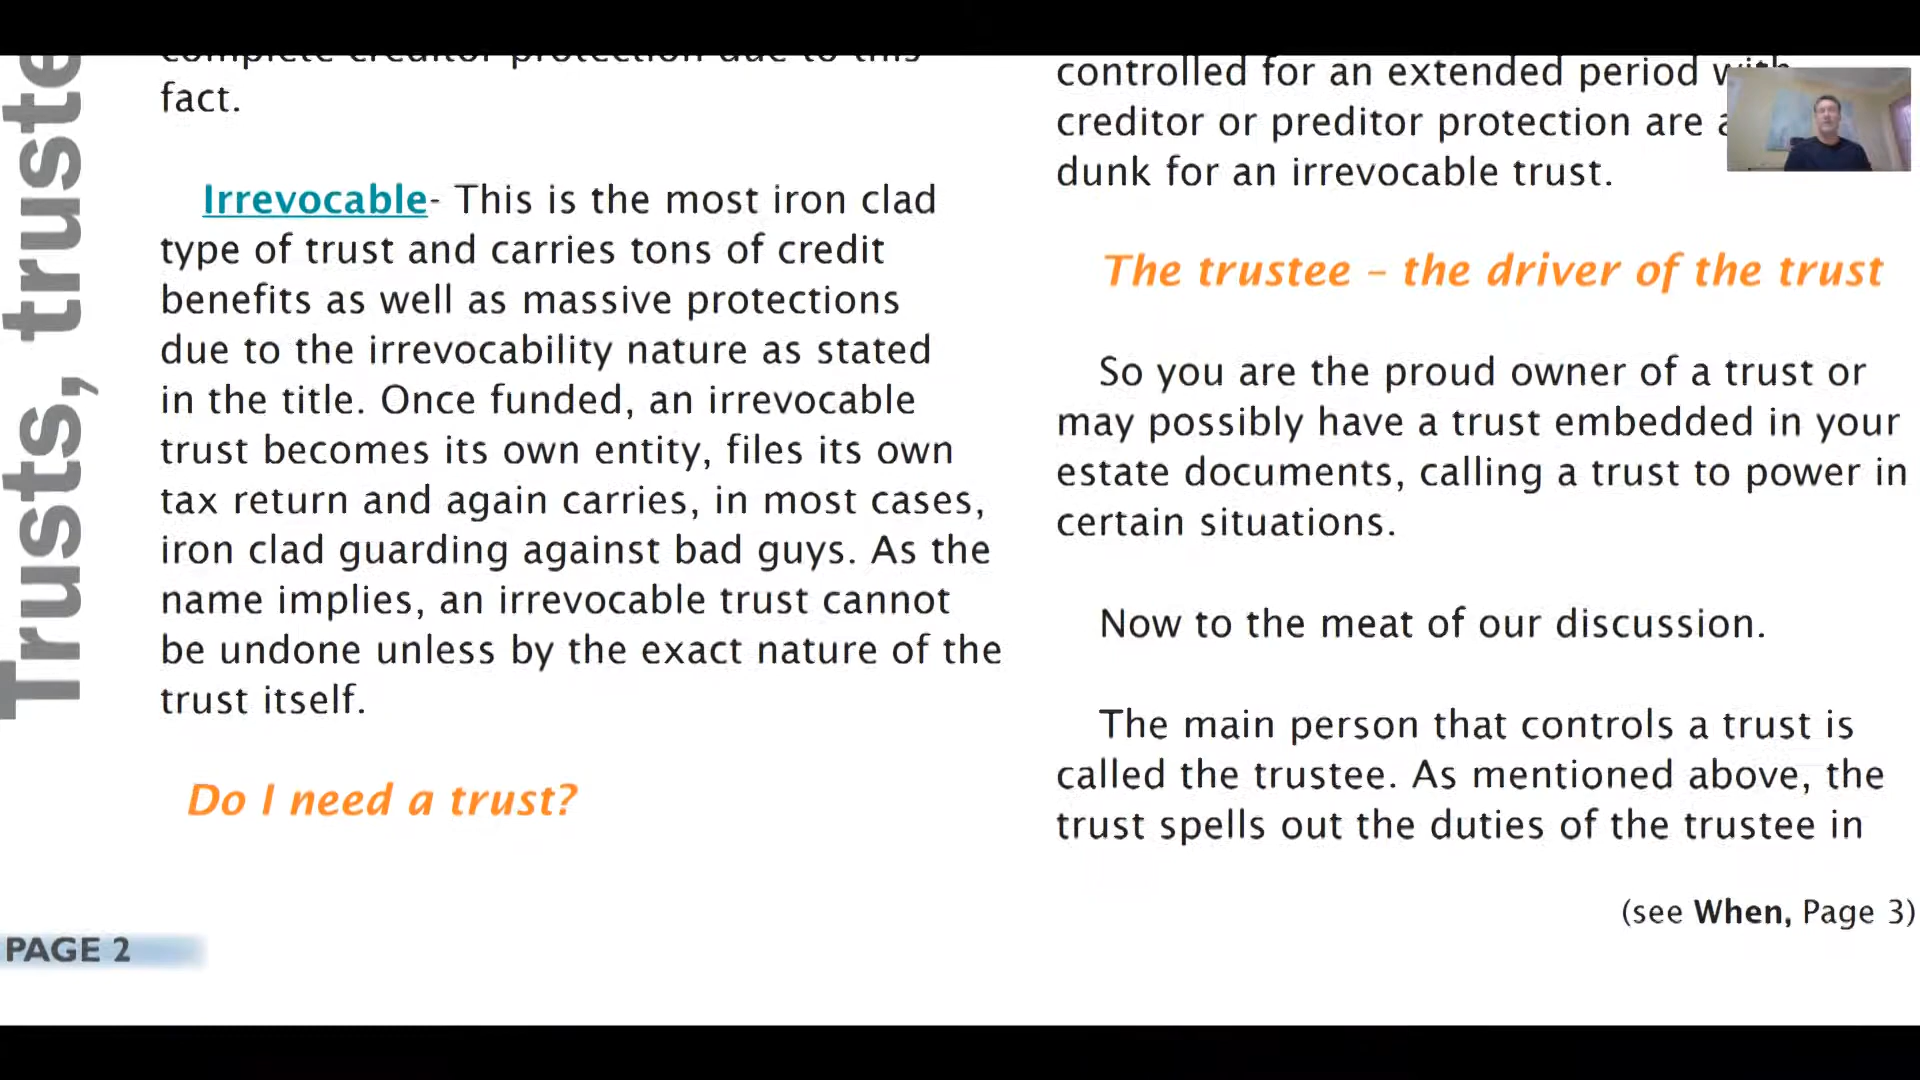 Trusts, truste
complete creditor protection due to this
fact.
Irrevocable- This is the most iron clad
type of trust and carries tons of credit
benefits as well as massive protections
due to the irrevocability nature as stated
in the title. Once funded, an irrevocable
trust becomes its own entity, files its own
tax return and again carries, in most cases,
iron clad guarding against bad guys. As the
name implies, an irrevocable trust cannot
be undone unless by the exact nature of the
trust itself.
Do I need a trust?
controlled for an extended period with
creditor or preditor protection are a
dunk for an irrevocable trust.
The trustee – the driver of the trust
So you are the proud owner of a trust or
may possibly have a trust embedded in your
estate documents, calling a trust to power in
certain situations.
Now to the meat of our discussion.
The main person that controls a trust is
called the trustee. As mentioned above, the
trust spells out the duties of the trustee in
(see When, Page 3)
PAGE 2